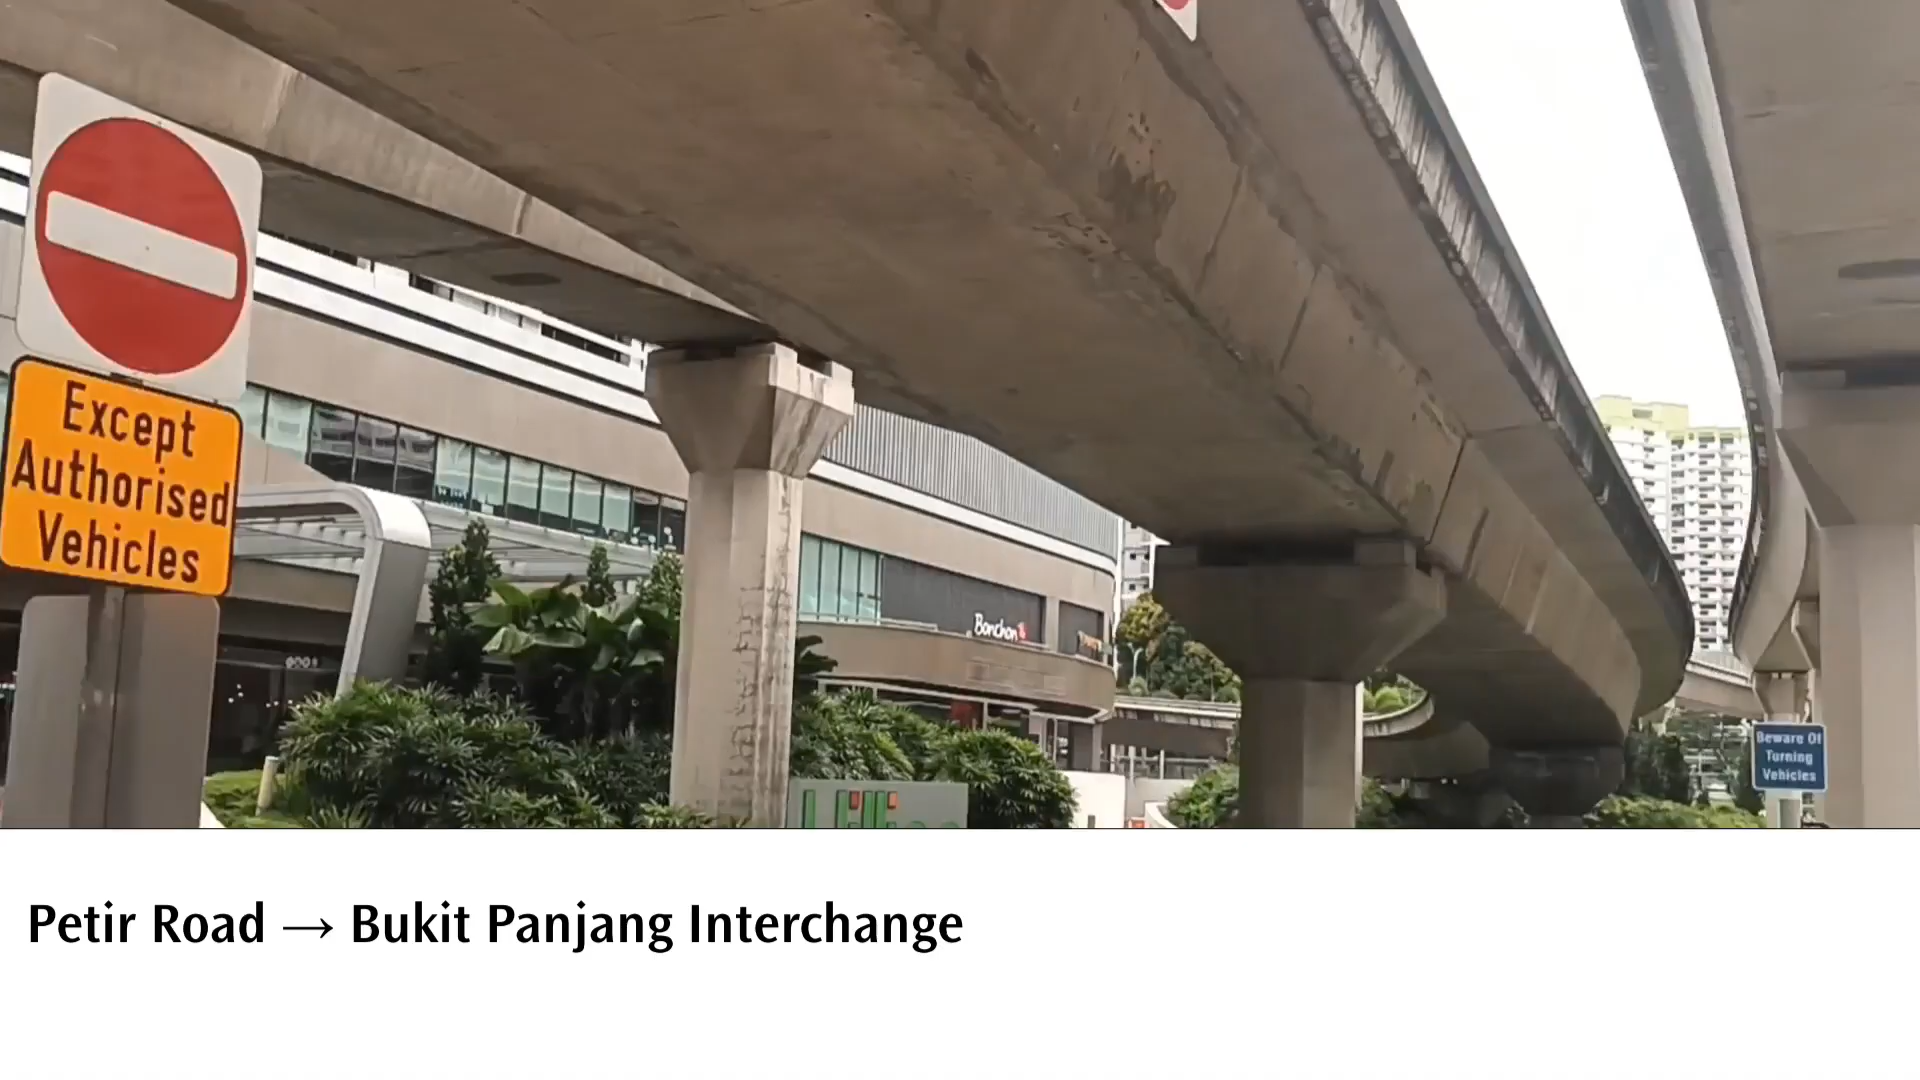 Except
Authorised
Vehicles
Bonchon
Beware Of
Turning
Vehicles
Petir Road → Bukit Panjang Interchange